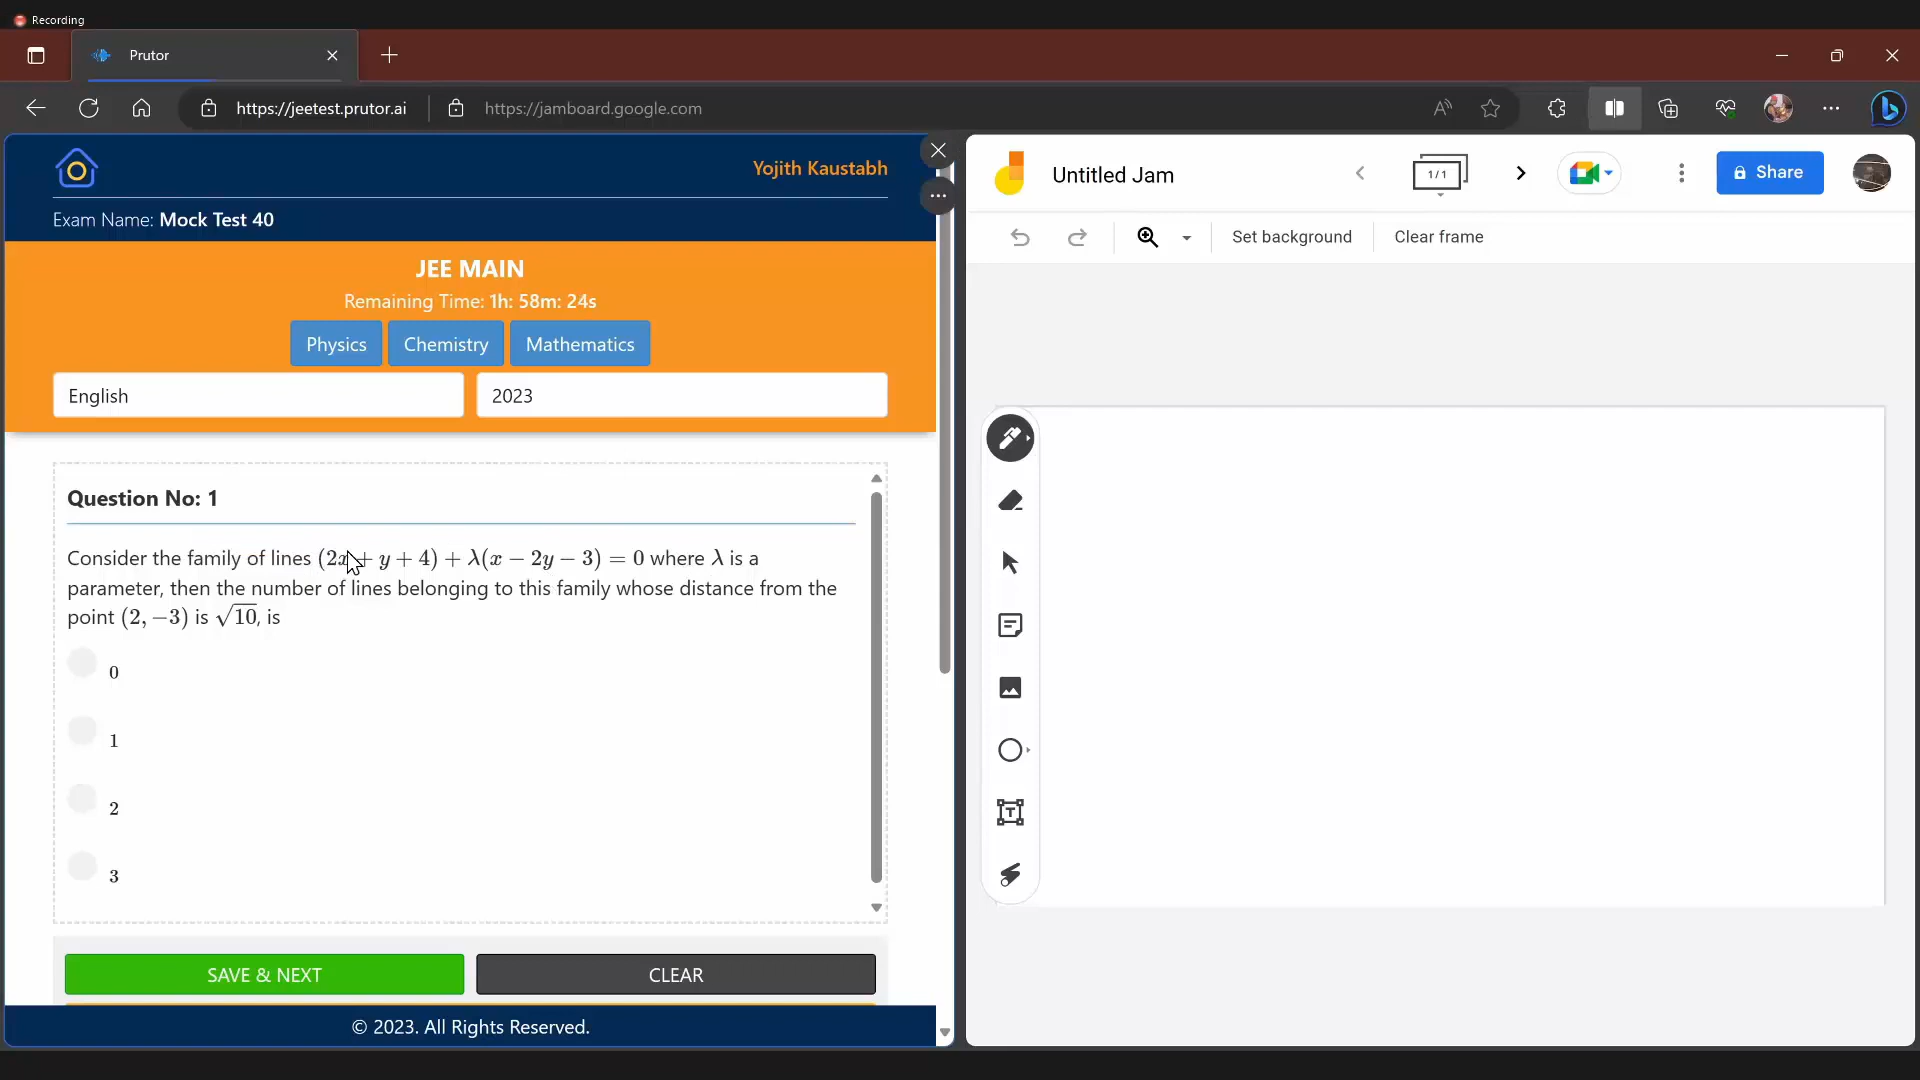 Recording
Prutor
https://jeetest.prutor.ai
https://jamboard.google.com
Yojith Kaustabh
Exam Name: Mock Test 40
JEE MAIN
Remaining Time: 1h: 58m: 24s
Physics
Chemistry
Mathematics
English
2023
Question No: 1
Consider the family of lines (2x + y + 4) + λ(x − 2y − 3) = 0 where λ is a
parameter, then the number of lines belonging to this family whose distance from the
point (2, −3) is √10, is
0
1
2
3
SAVE & NEXT
CLEAR
© 2023. All Rights Reserved.
Untitled Jam
1/1
Share
Set background
Clear frame